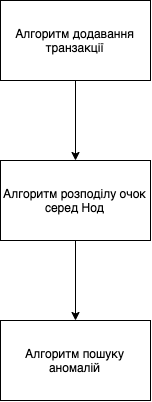 Алгоритм додавання
транзакції
Алгоритм розподілу очок
серед Нод
Алгоритм пошуку
аномалій